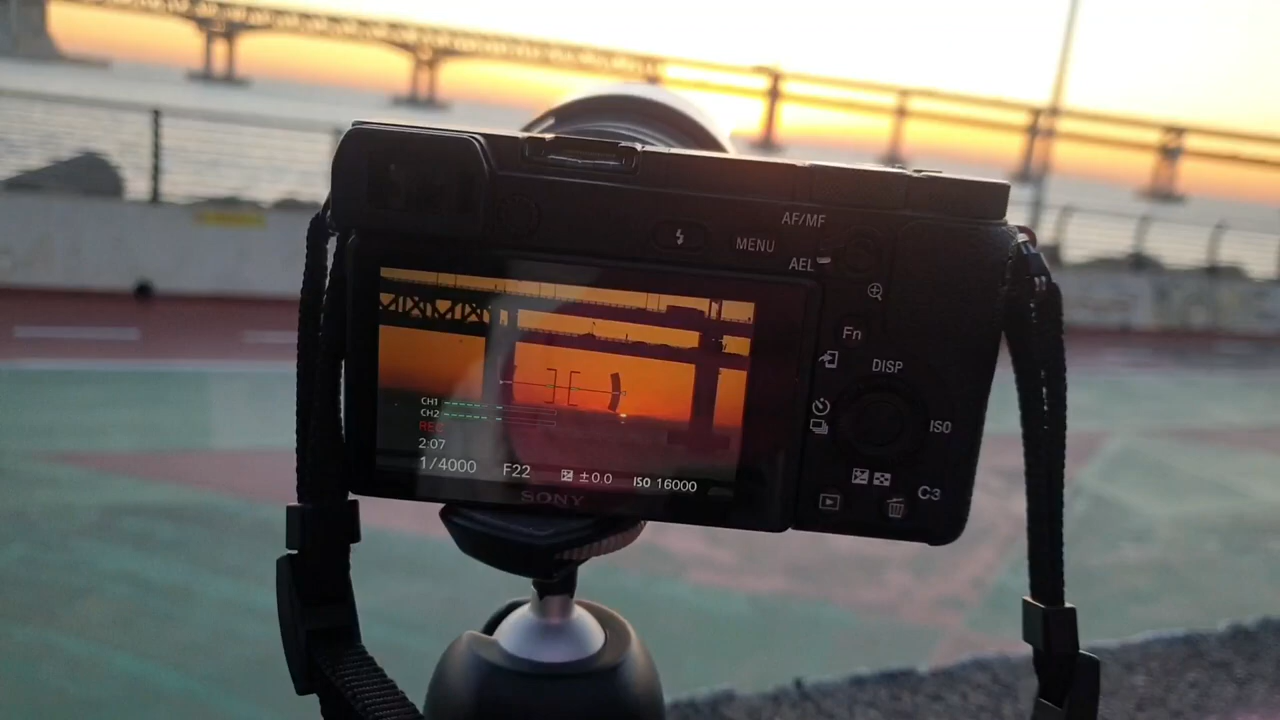 AF/MF
MENU
AEL
Fn
DISP
ISO
C3
CH1
CH2
REC
2:07
1/4000 F22 ±0.0 ISO 16000
SONY